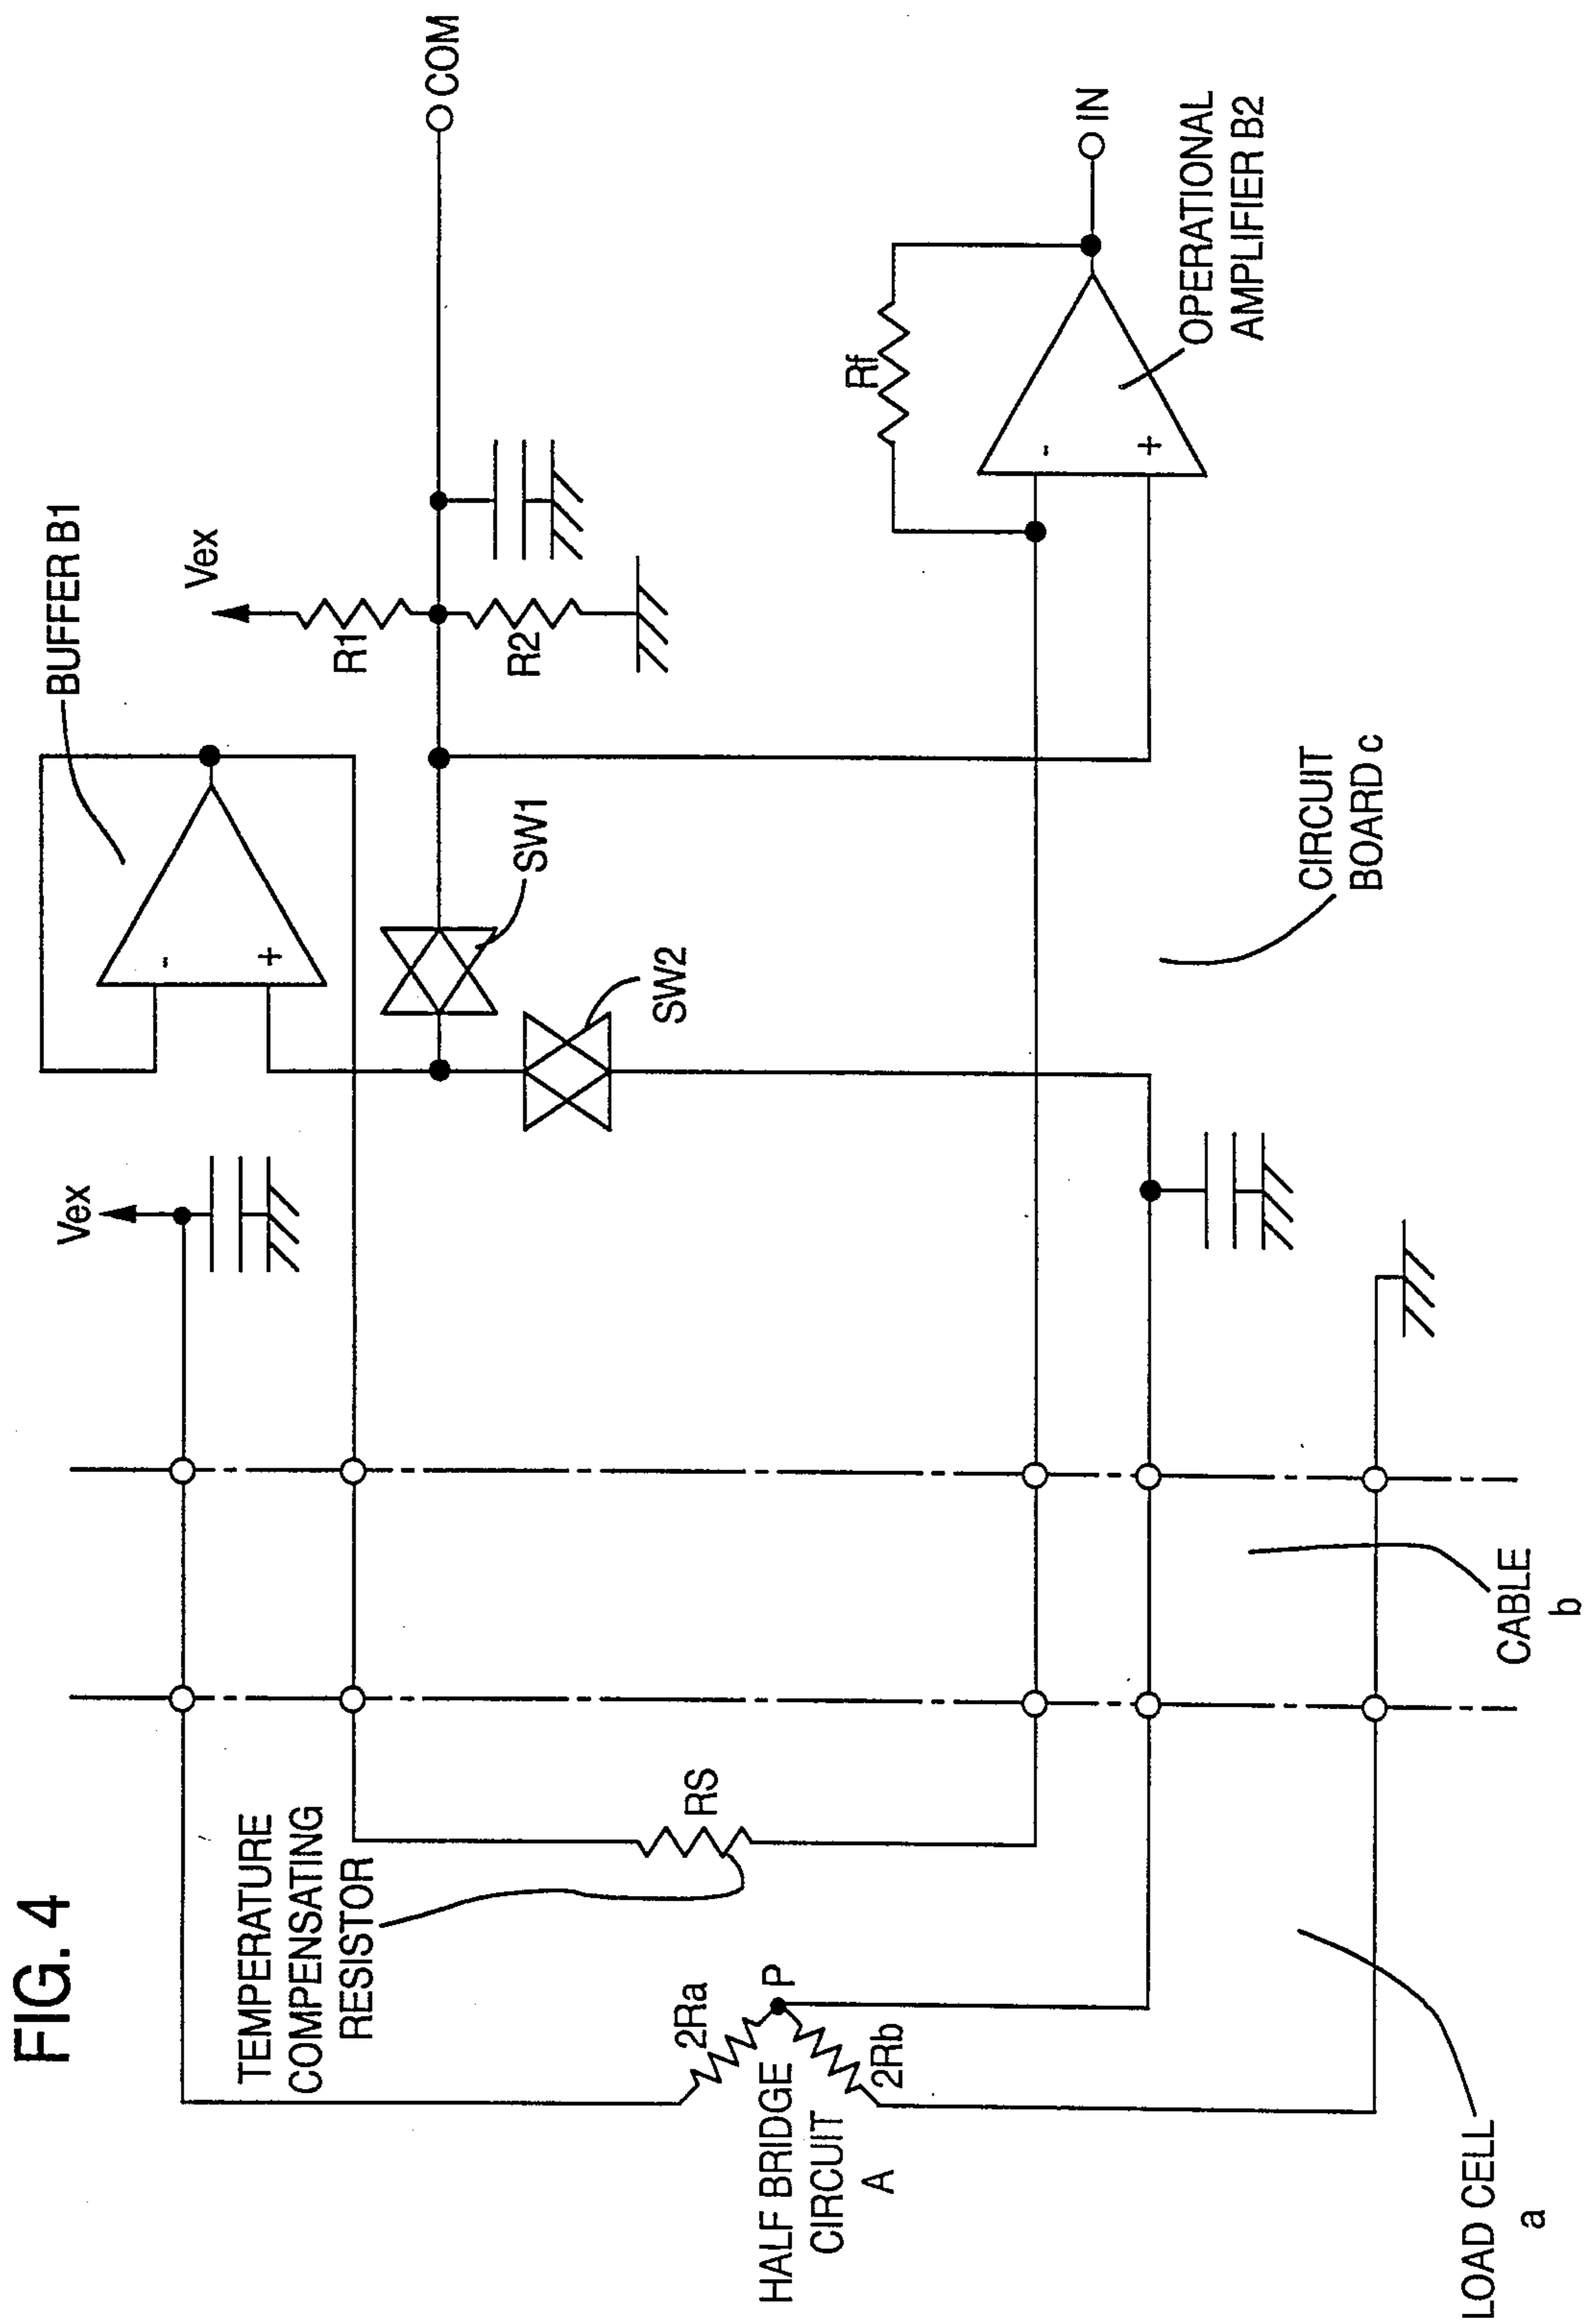 FIG. 4
Vex
BUFFER B1
-
+
Vex
R1
R2
COM
SW1
SW2
TEMPERATURE
COMPENSATING
RESISTOR
RS
2Ra
P
2Rb
HALF BRIDGE
CIRCUIT
A
Rf
-
+
IN
OPERATIONAL
AMPLIFIER B2
CIRCUIT
BOARD c
CABLE
b
LOAD CELL
a